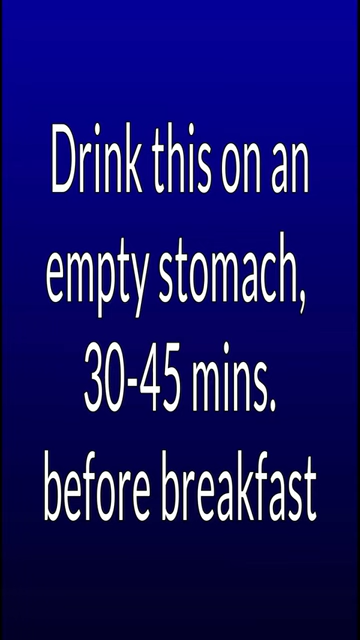 Drink this on an
empty stomach,
30-45 mins.
before breakfast